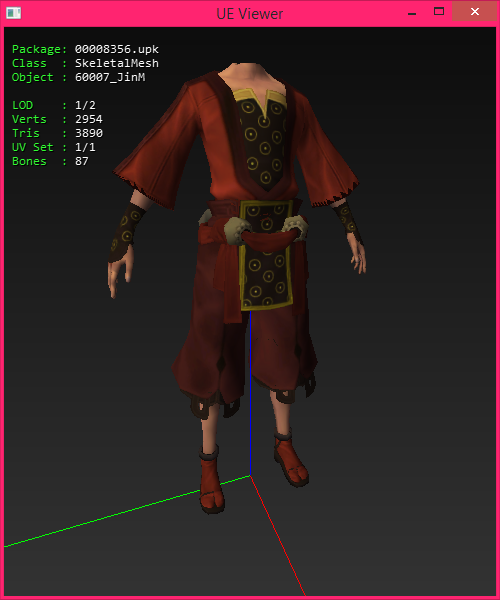 UE Viewer
Package: 00008356.upk
Class : SkeletalMesh
Object : 60007_JinM
LOD : 1/2
Verts : 2954
Tris : 3890
UV Set : 1/1
Bones : 87